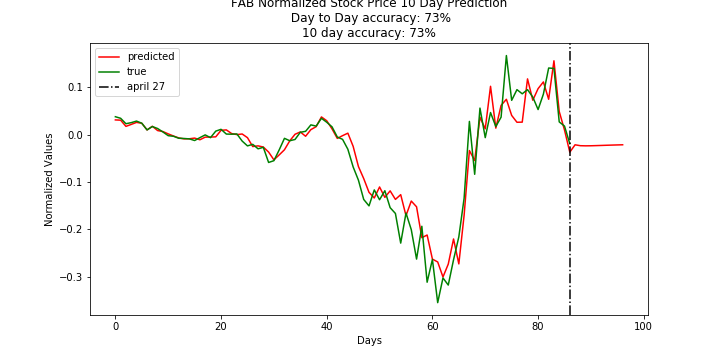 FAB Normalized Stock Price 10 Day Prediction
Day to Day accuracy: 73%
10 day accuracy: 73%
predicted
true
april 27
Normalized Values
0.1
0.0
−0.1
−0.2
−0.3
0 20 40 60 80 100
Days